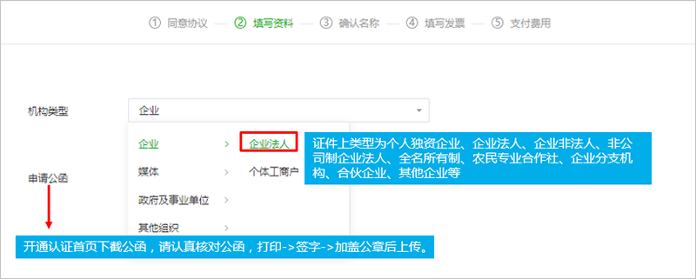 ① 同意协议 ② 填写资料 ③ 确认名称 ④ 填写发票 ⑤ 支付费用
机构类型 企业
企业 > 企业法人
媒体 > 个体工商户
政府及事业单位 >
其他组织 >
证件上类型为个人独资企业、企业法人、企业非法人、非公
司制企业法人、全名所有制、农民专业合作社、企业分支机
构、合伙企业、其他企业等
申请公函
开通认证首页下截公函，请认真核对公函，打印->签字->加盖公章后上传。